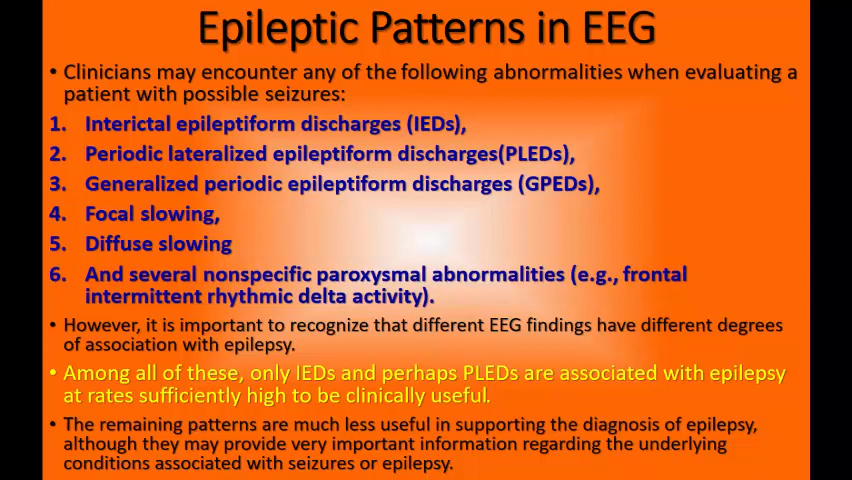 Epileptic Patterns in EEG
• Clinicians may encounter any of the following abnormalities when evaluating a
patient with possible seizures:
1. Interictal epileptiform discharges (IEDs),
2. Periodic lateralized epileptiform discharges(PLEDs),
3. Generalized periodic epileptiform discharges (GPEDs),
4. Focal slowing,
5. Diffuse slowing
6. And several nonspecific paroxysmal abnormalities (e.g., frontal
intermittent rhythmic delta activity).
• However, it is important to recognize that different EEG findings have different degrees
of association with epilepsy.
• Among all of these, only IEDs and perhaps PLEDs are associated with epilepsy
at rates sufficiently high to be clinically useful.
• The remaining patterns are much less useful in supporting the diagnosis of epilepsy,
although they may provide very important information regarding the underlying
conditions associated with seizures or epilepsy.